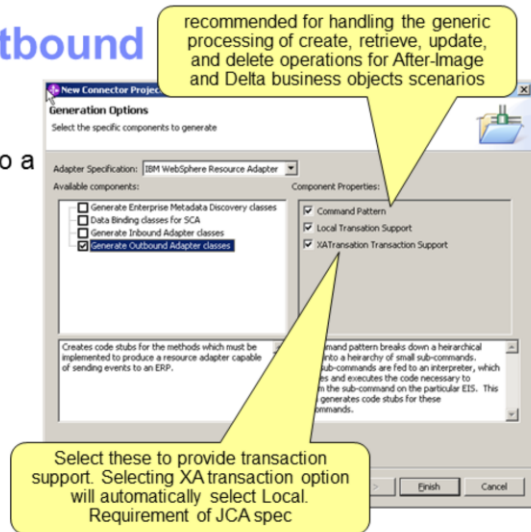 tbound
recommended for handling the generic
processing of create, retrieve, update,
and delete operations for After-Image
and Delta business objects scenarios
New Connector Projec
Generation Options
Select the specific components to generate
o a
Adapter Specification: IBM WebSphere Resource Adapter
Available components:
Component Properties:
Generate Enterprise Metadata Discovery classes
Data Binding classes for SCA
Generate Inbound Adapter classes
Generate Outbound Adapter classes
Command Pattern
Local Transation Support
XATransation Transaction Support
Creates code stubs for the methods which must be
implemented to produce a resource adapter capable
of sending events to an ERP.
mand pattern breaks down a heirarchical
into a heirarchy of small sub-commands.
sub-commands are fed to an interpreter, which
es and executes the code necessary to
m the sub-command on the particular EIS. This
generates code stubs for these
ommands.
Select these to provide transaction
support. Selecting XA transaction option
will automatically select Local.
Requirement of JCA spec
>
Finish
Cancel